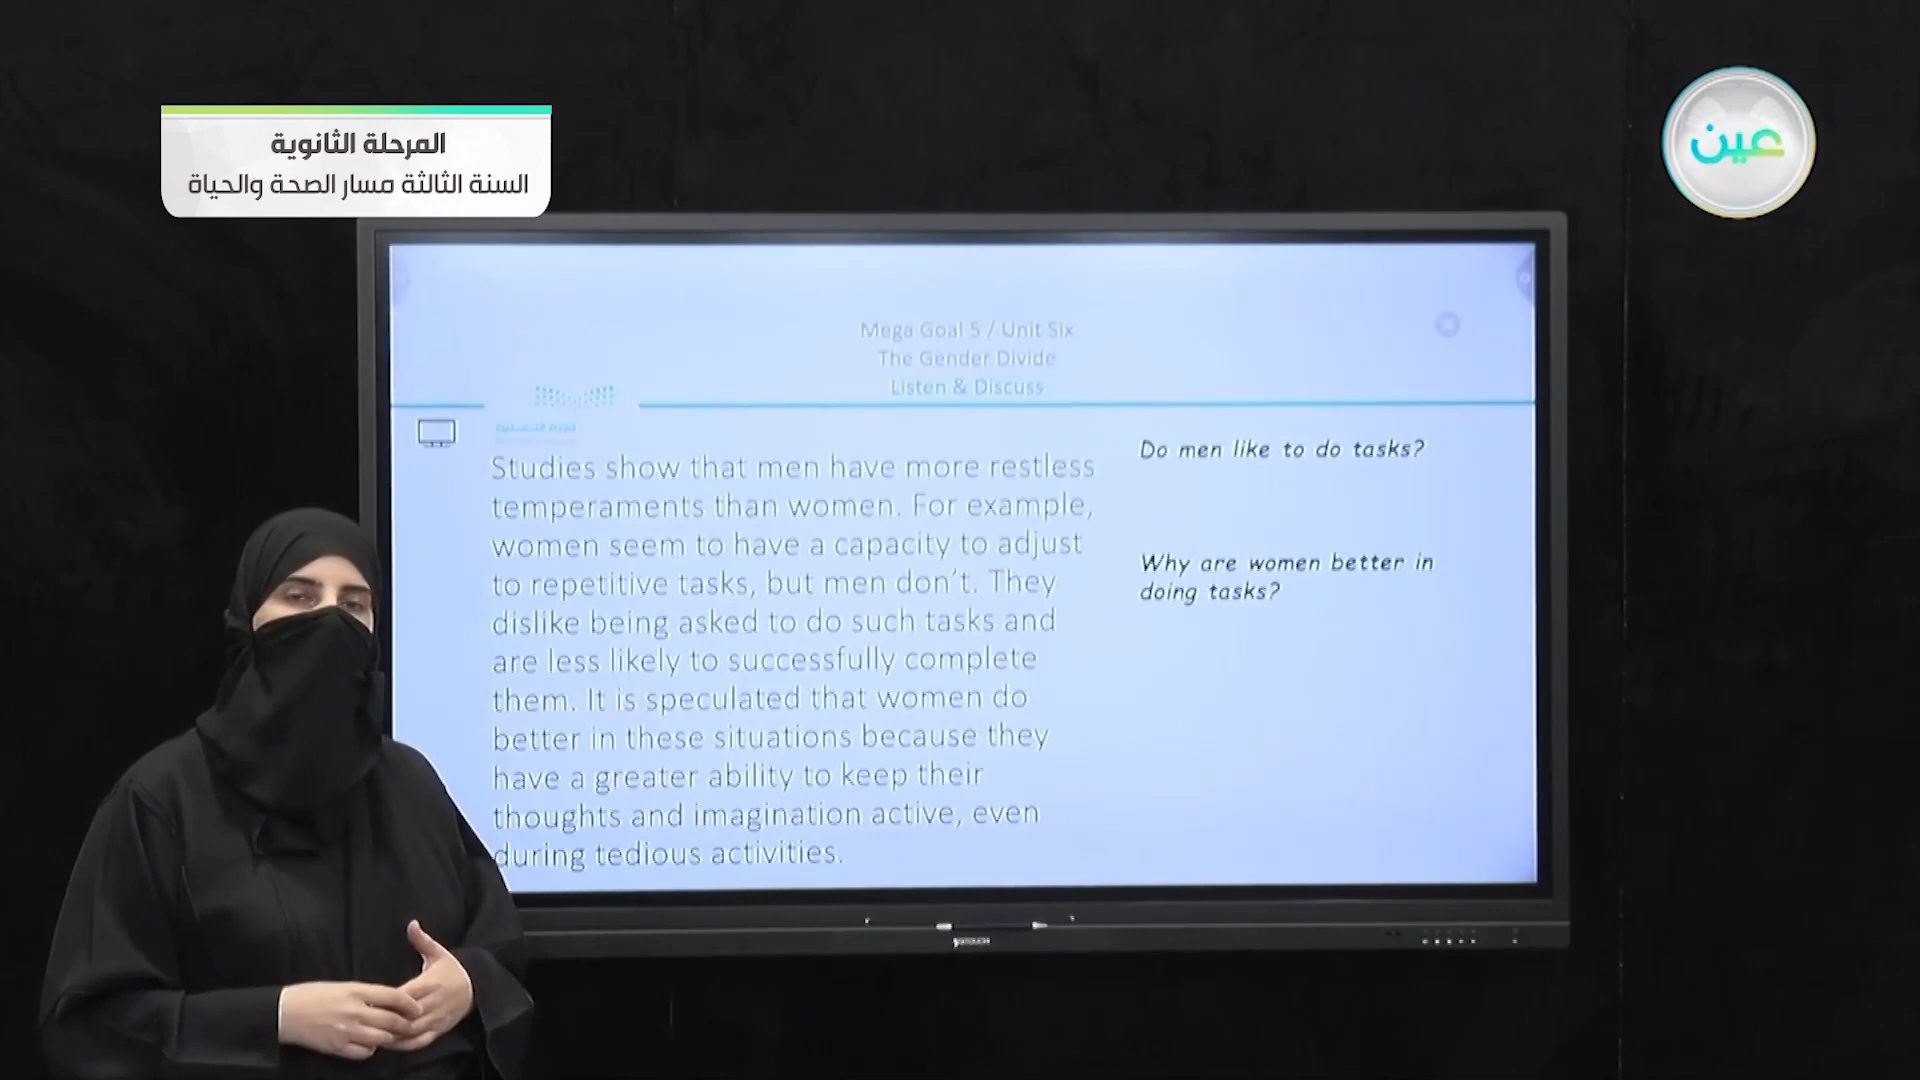 المرحلة الثانوية
السنة الثالثة مسار الصحة والحياة
عين
Mega Goal 5 / Unit Six
The Gender Divide
Listen & Discuss
وزارة التعليم
Studies show that men have more restless
temperaments than women. For example,
women seem to have a capacity to adjust
to repetitive tasks, but men don't. They
dislike being asked to do such tasks and
are less likely to successfully complete
them. It is speculated that women do
better in these situations because they
have a greater ability to keep their
thoughts and imagination active, even
during tedious activities.
Do men like to do tasks?
Why are women better in
doing tasks?